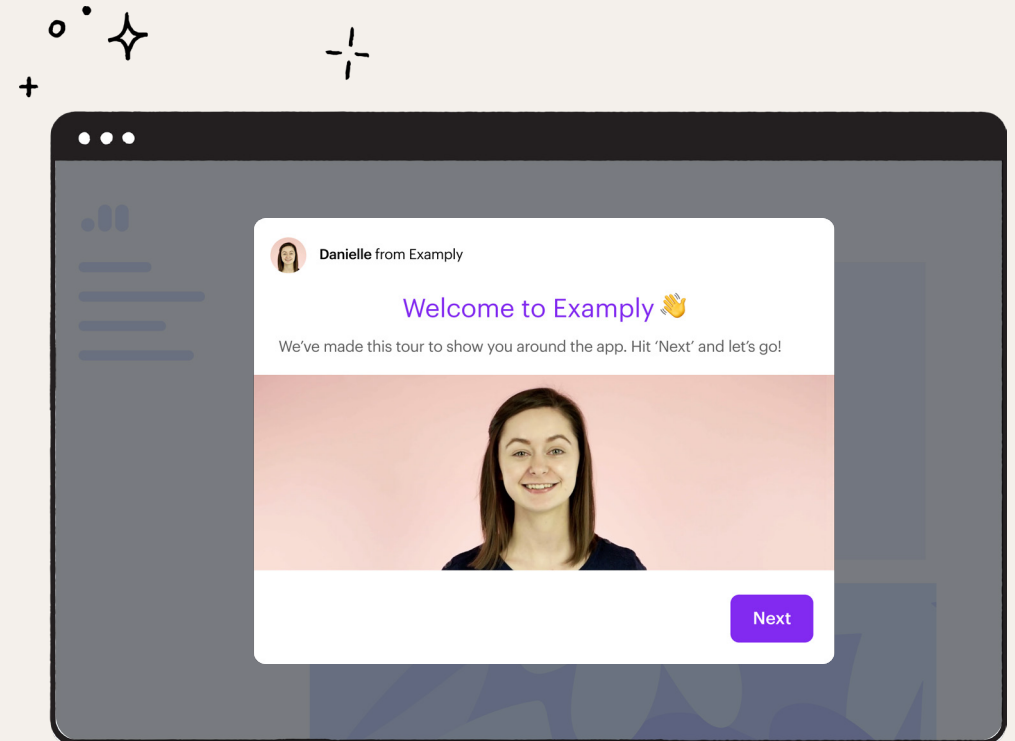 Danielle from Examply
Welcome to Examply 👋
We’ve made this tour to show you around the app. Hit ‘Next’ and let’s go!
Next